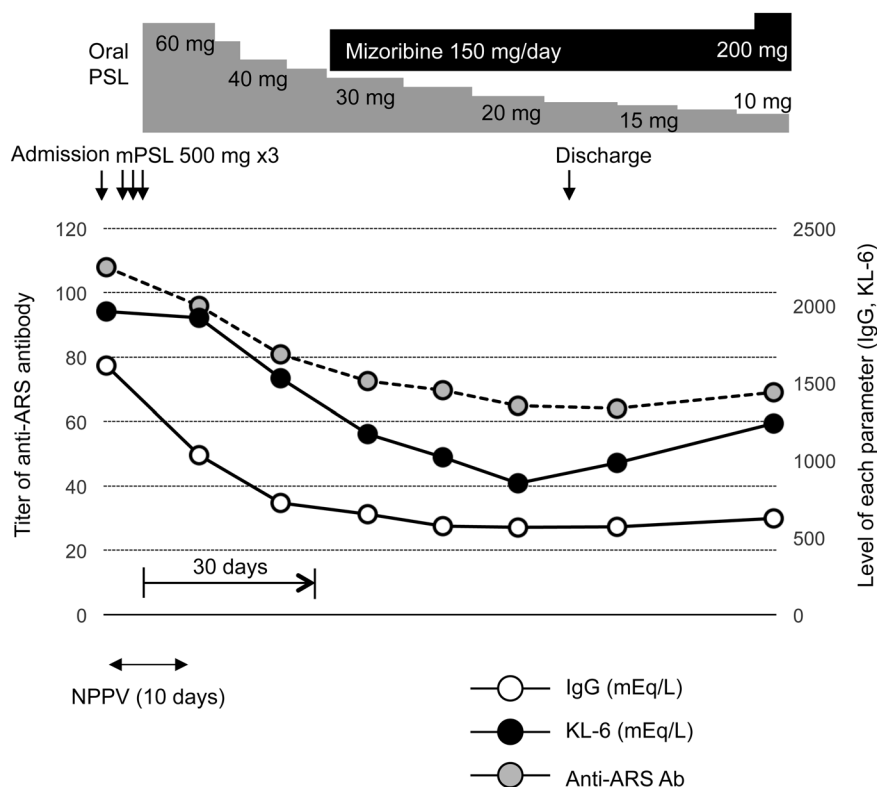 Oral
PSL
60 mg
40 mg
30 mg
20 mg
15 mg
10 mg
Mizoribine 150 mg/day
200 mg
Admission mPSL 500 mg x3
Discharge
Titer of anti-ARS antibody
120
100
80
60
40
20
0
2500
2000
1500
1000
500
0
Level of each parameter (IgG, KL-6)
30 days
NPPV (10 days)
IgG (mEq/L)
KL-6 (mEq/L)
Anti-ARS Ab